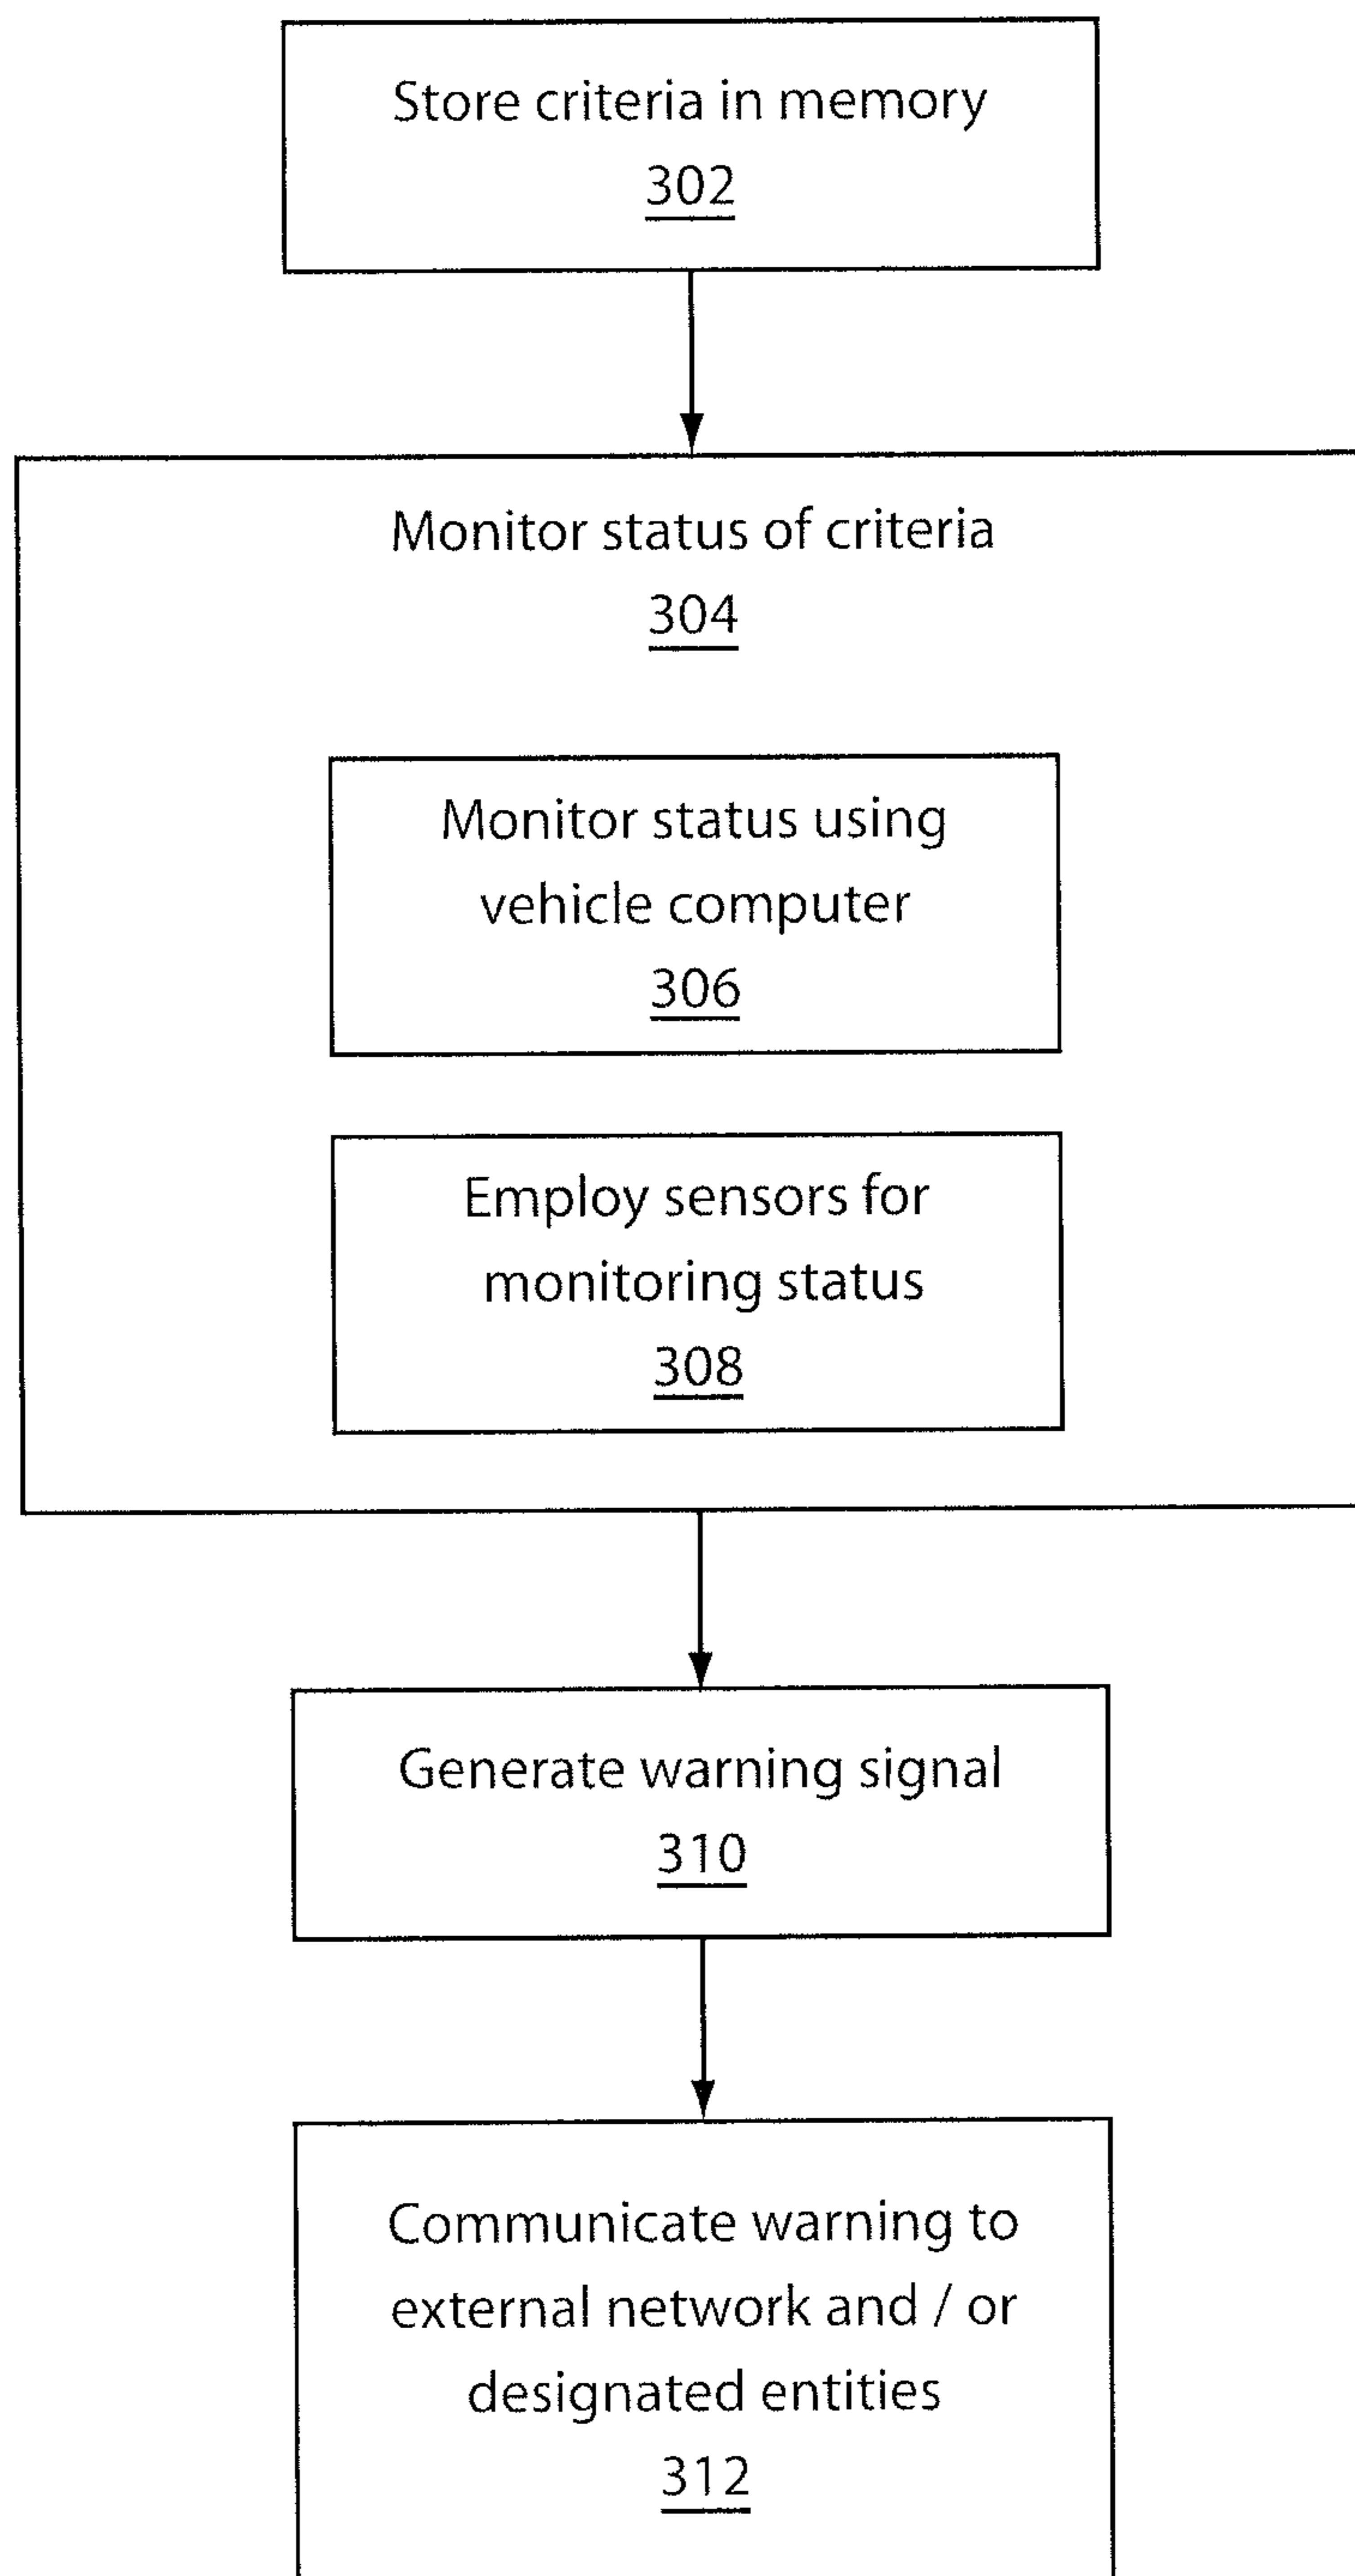 Store criteria in memory
302
Monitor status of criteria
304
Monitor status using
vehicle computer
306
Employ sensors for
monitoring status
308
Generate warning signal
310
Communicate warning to
external network and / or
designated entities
312